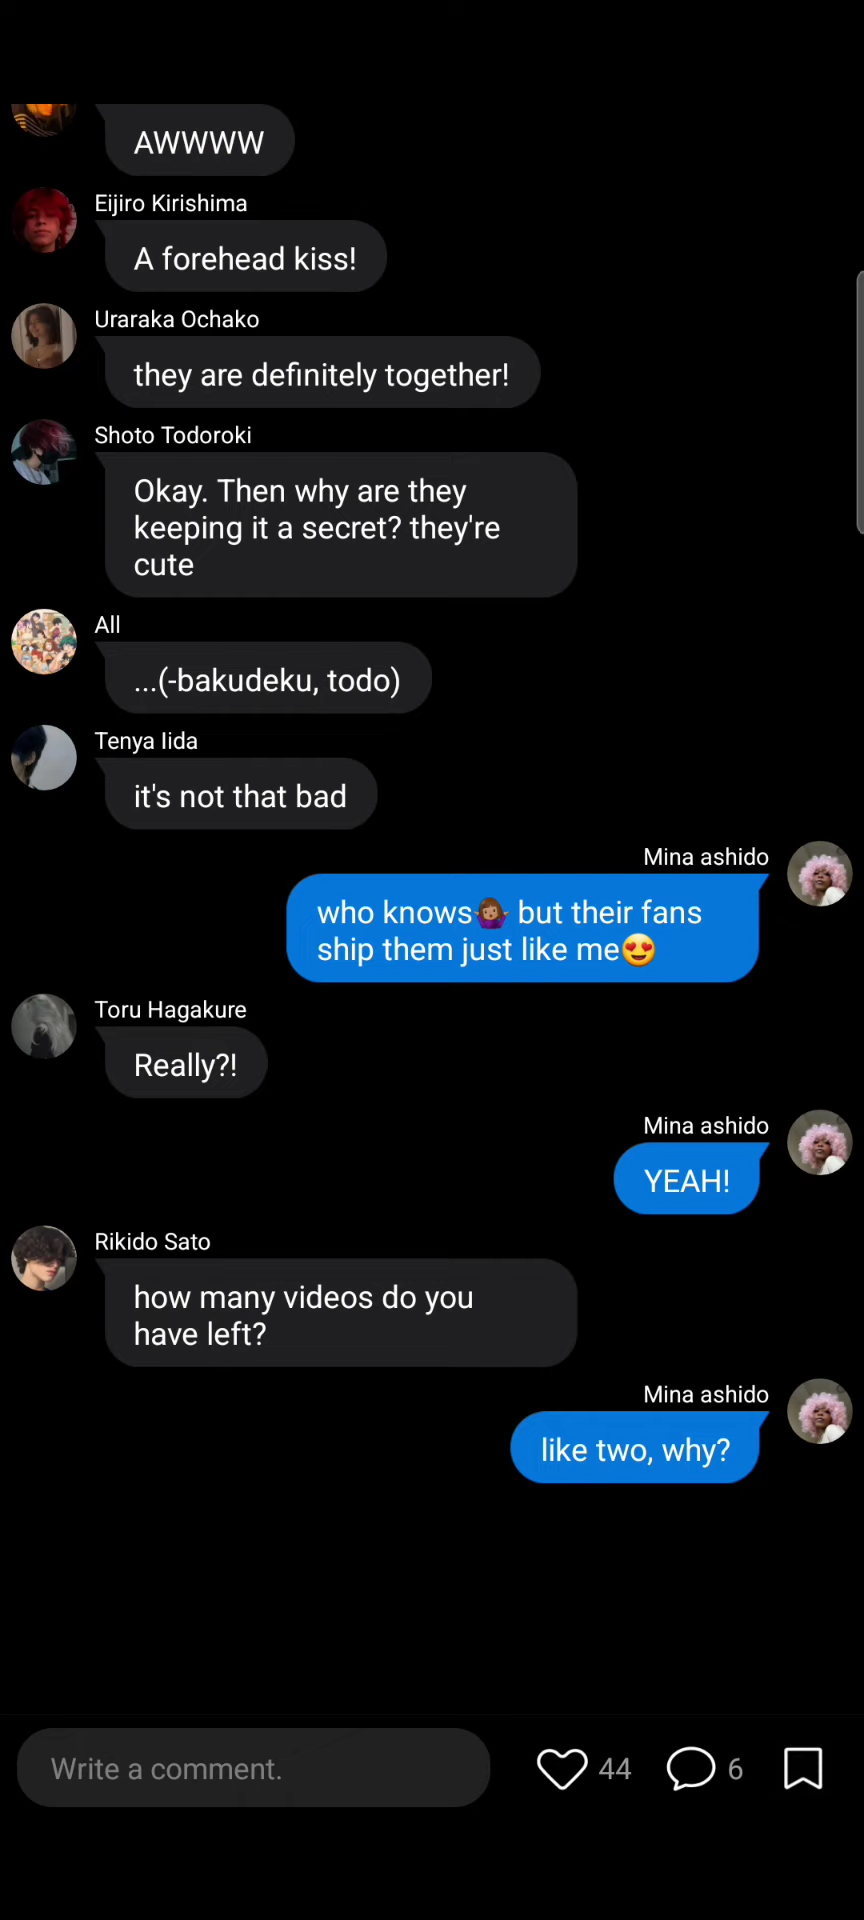 AWWWW
Eijiro Kirishima
A forehead kiss!
Uraraka Ochako
they are definitely together!
Shoto Todoroki
Okay. Then why are they
keeping it a secret? they're
cute
All
...(-bakudeku, todo)
Tenya Iida
it's not that bad
Mina ashido
who knows🤷🏽‍♀️ but their fans
ship them just like me😍
Toru Hagakure
Really?!
Mina ashido
YEAH!
Rikido Sato
how many videos do you
have left?
Mina ashido
like two, why?
Write a comment.
44
6